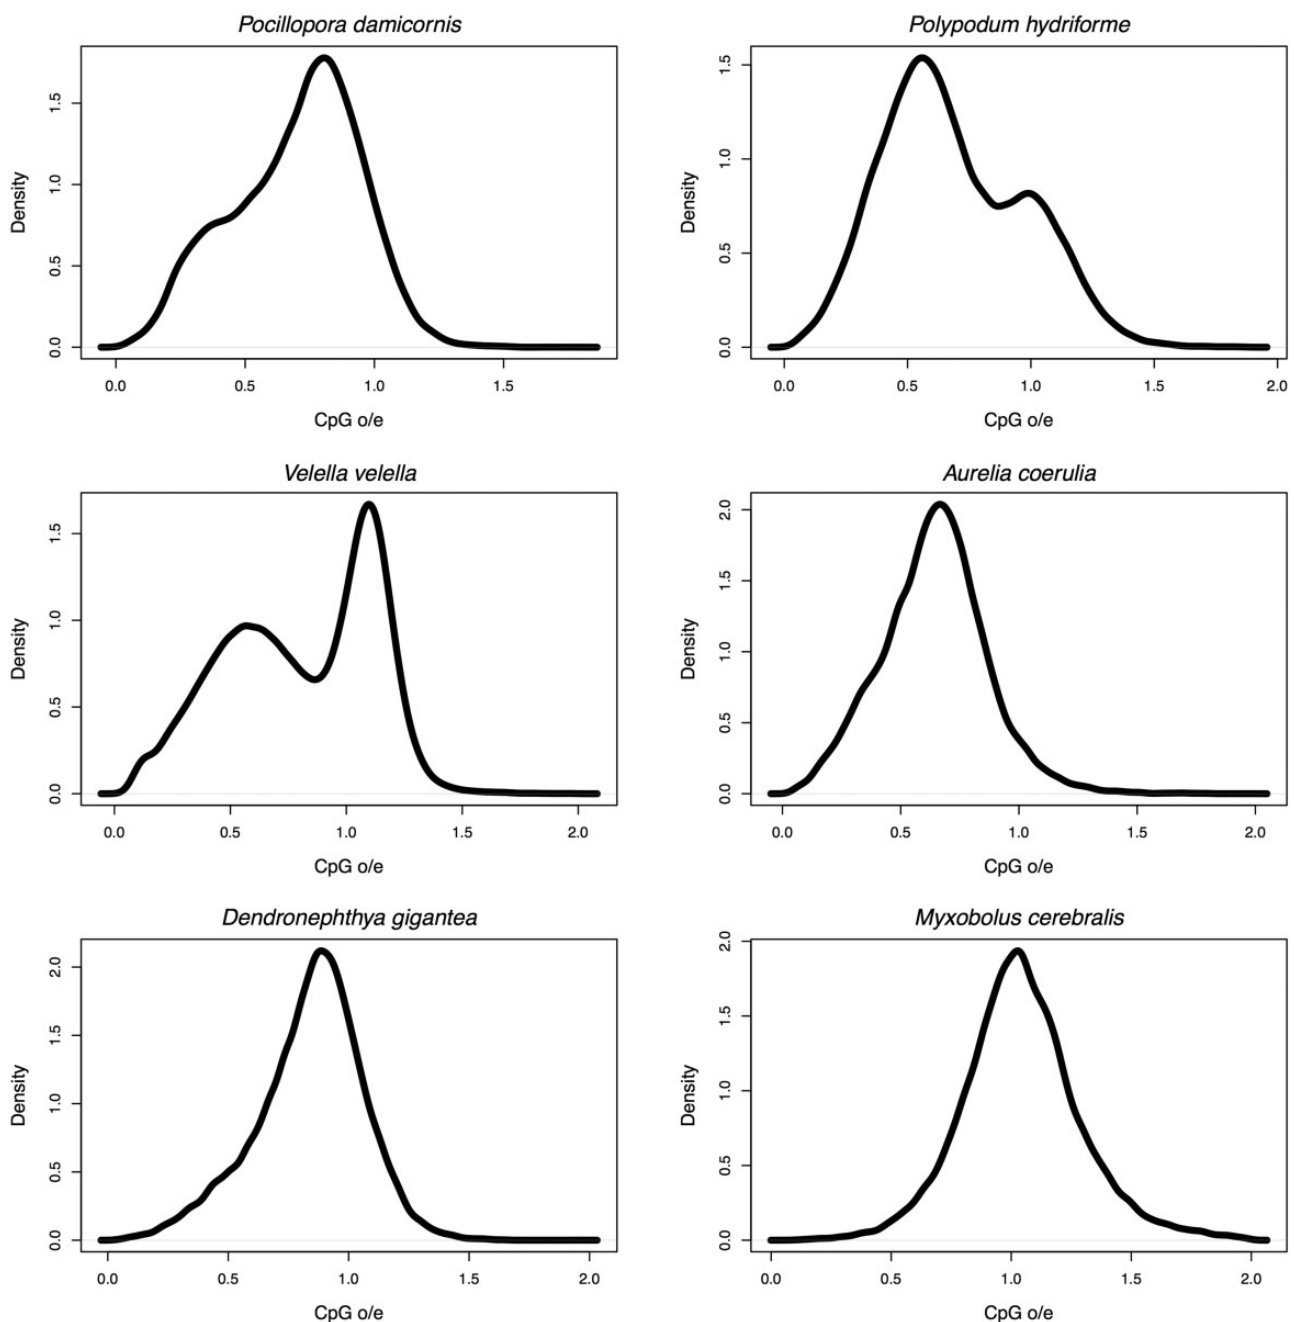 Pocillopora damicornis
Density
0.0 0.5 1.0 1.5
0.0 0.5 1.0 1.5
CpG o/e
Polypodum hydriforme
Density
0.0 0.5 1.0 1.5
0.0 0.5 1.0 1.5 2.0
CpG o/e
Velella velella
Density
0.0 0.5 1.0 1.5
0.0 0.5 1.0 1.5 2.0
CpG o/e
Aurelia coerulia
Density
0.0 0.5 1.0 1.5 2.0
0.0 0.5 1.0 1.5 2.0
CpG o/e
Dendronephthya gigantea
Density
0.0 0.5 1.0 1.5 2.0
0.0 0.5 1.0 1.5 2.0
CpG o/e
Myxobolus cerebralis
Density
0.0 0.5 1.0 1.5 2.0
0.0 0.5 1.0 1.5 2.0
CpG o/e